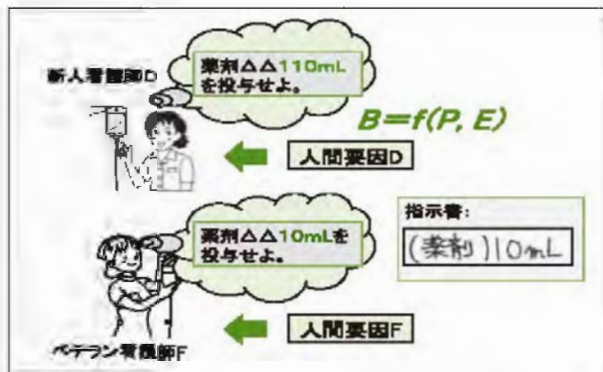 新人看護師D
薬剤△△110mL
を投与せよ。
B=f(P, E)
人間要因D
指示書:
(薬剤)10mL
薬剤△△10mLを
投与せよ。
人間要因F
ベテラン看護師F